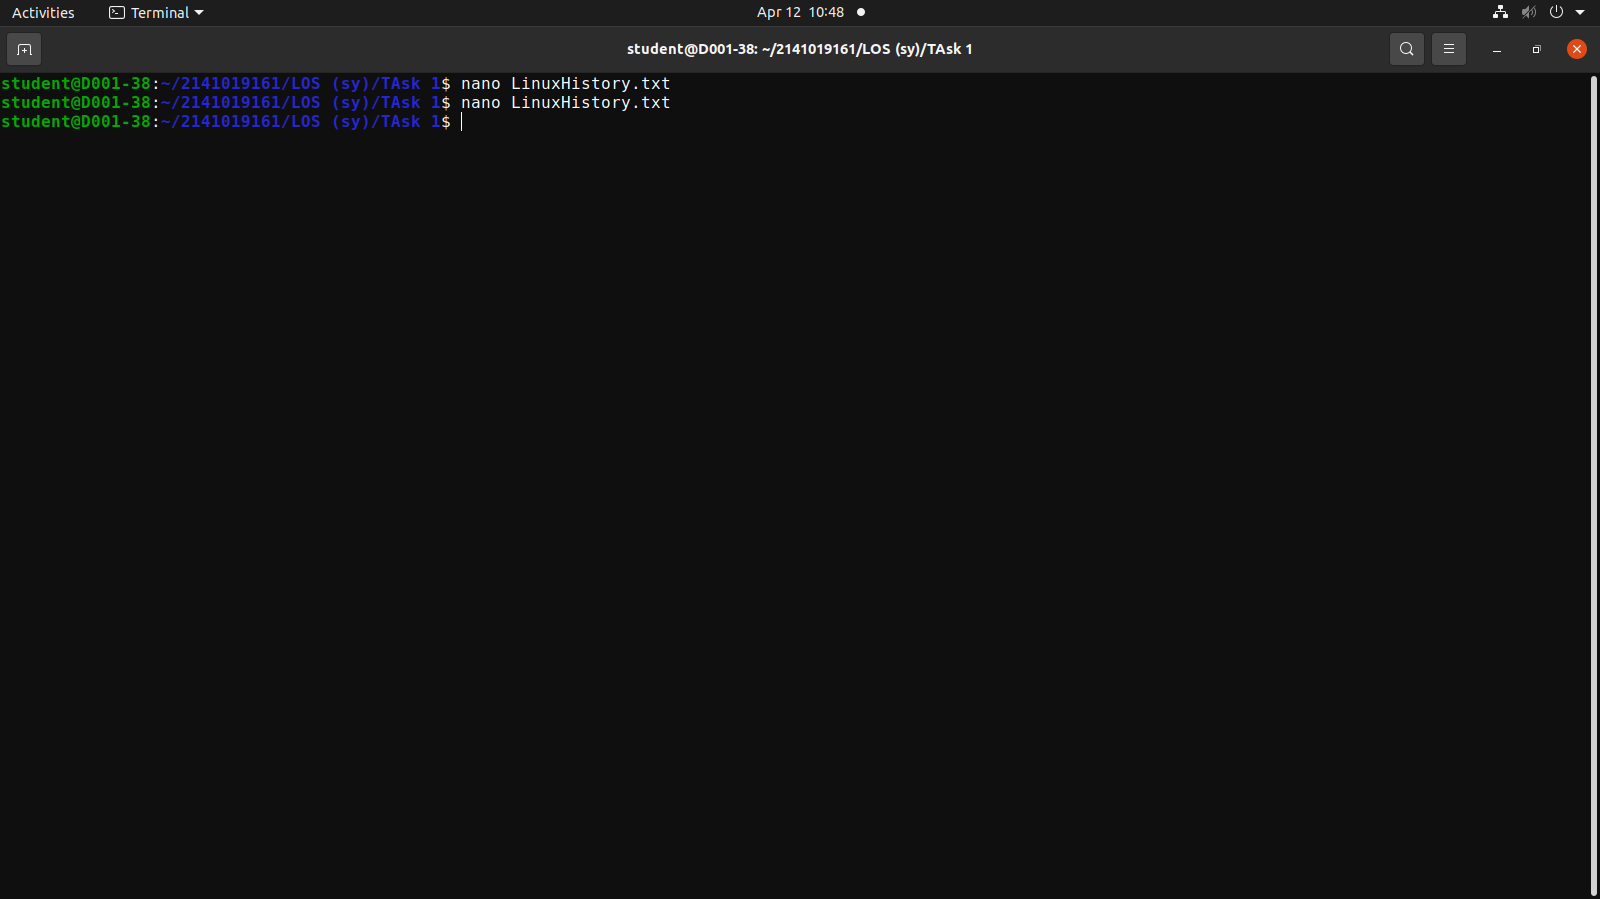 Activities Terminal Apr 12 10:48
student@D001-38: ~/2141019161/LOS (sy)/TAsk 1
student@D001-38:~/2141019161/LOS (sy)/TAsk 1$ nano LinuxHistory.txt
student@D001-38:~/2141019161/LOS (sy)/TAsk 1$ nano LinuxHistory.txt
student@D001-38:~/2141019161/LOS (sy)/TAsk 1$